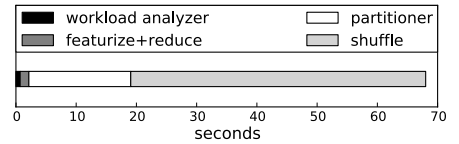 workload analyzer partitioner
featurize+reduce shuffle
0 10 20 30 40 50 60 70
seconds